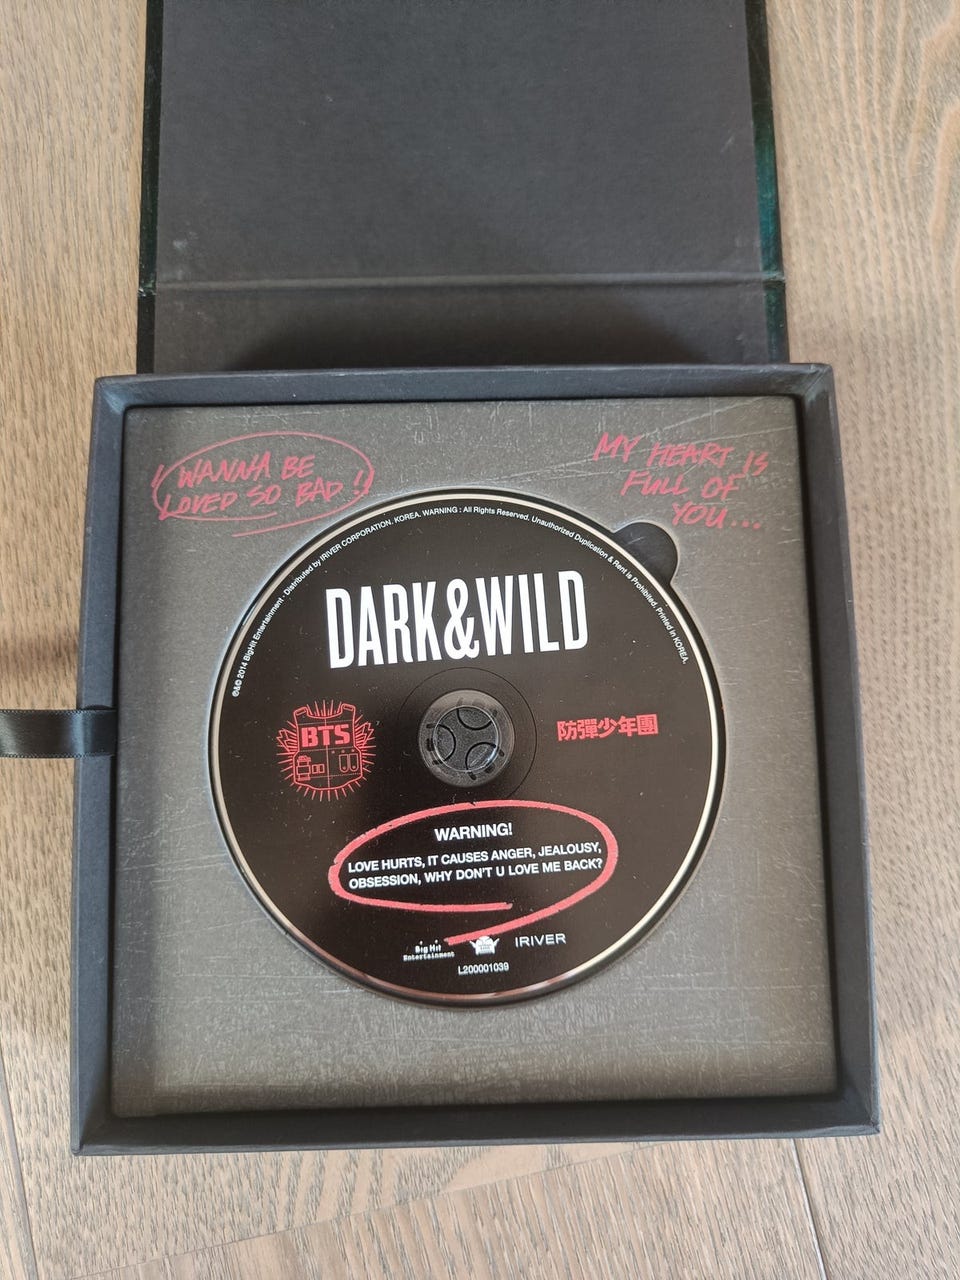 I WANNA BE
LOVED SO BAD!
MY HEART IS
FULL OF
YOU...
℗&© 2014 BigHit Entertainment · Distributed by IRIVER CORPORATION. KOREA. WARNING : All Rights Reserved. Unauthorized Duplication & Rent is Prohibited. Printed in KOREA.
DARK&WILD
BTS
防彈少年團
WARNING!
LOVE HURTS, IT CAUSES ANGER, JEALOUSY,
OBSESSION, WHY DON'T U LOVE ME BACK?
Big Hit
Entertainment
IRIVER
L200001039